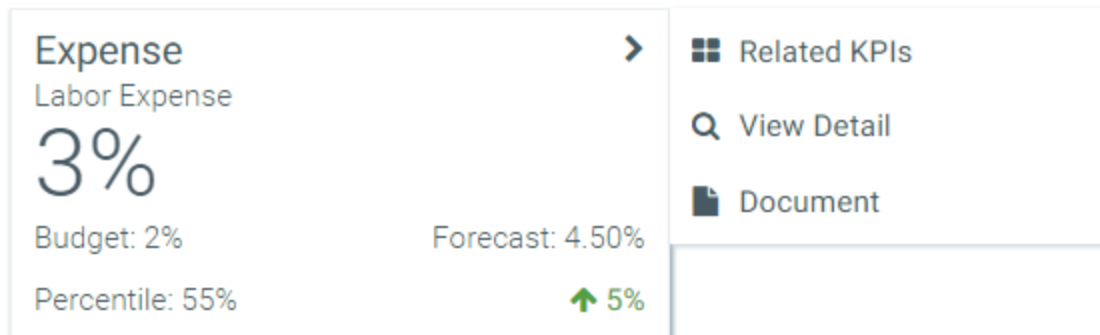 Expense
Labor Expense
3%
Budget: 2%
Forecast: 4.50%
Percentile: 55%
5%
Related KPIs
View Detail
Document